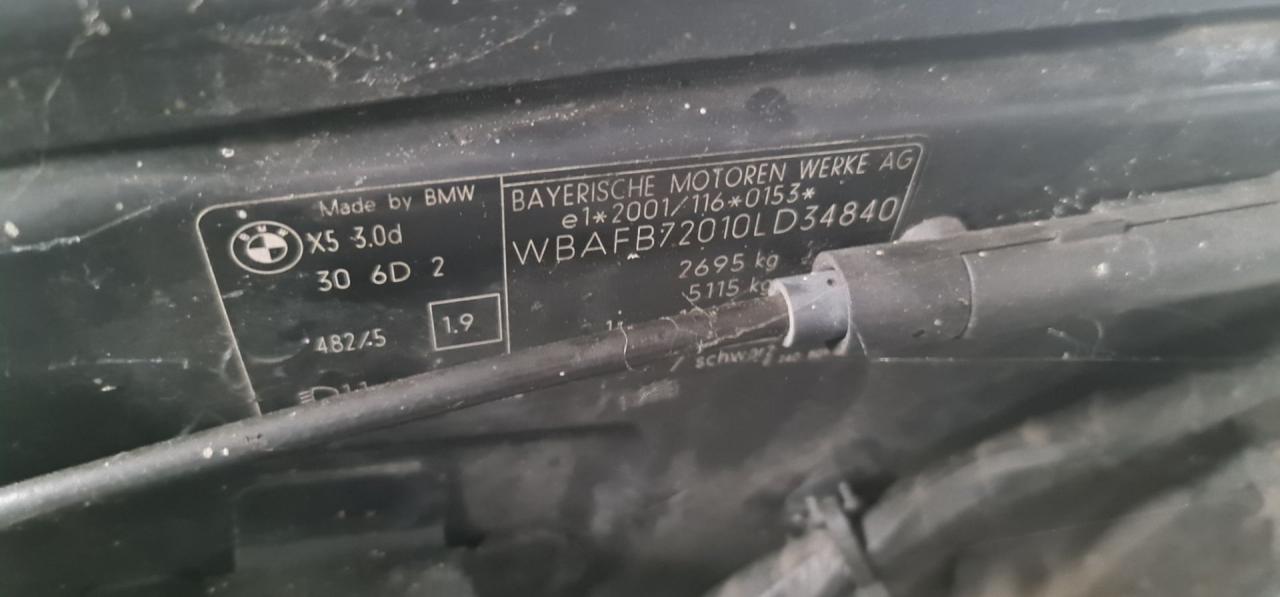 Made by BMW
X5 3.0d
30 6D 2
482/.5
1.9
BAYERISCHE MOTOREN WERKE AG
e1*2001/116*0153*
WBAFB72010LD34840
2695 kg
5115 kg
schwarz